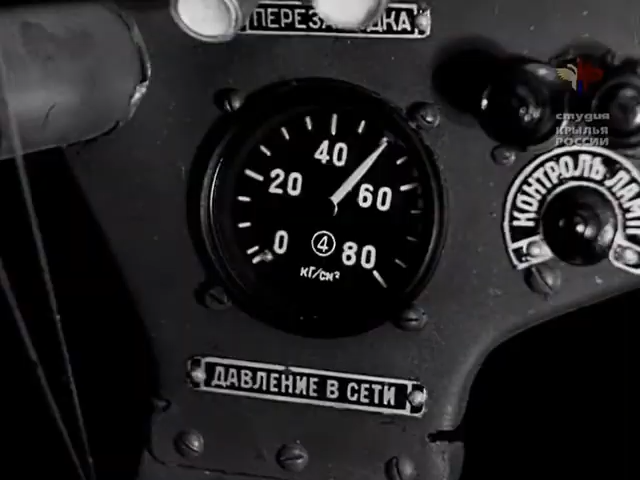 ПЕРЕЗАРЯДКА
студия
КРЫЛЬЯ
РОССИИ
КОНТРОЛЬ ЛАМП
40
20
60
0
4
80
кг/см²
ДАВЛЕНИЕ В СЕТИ